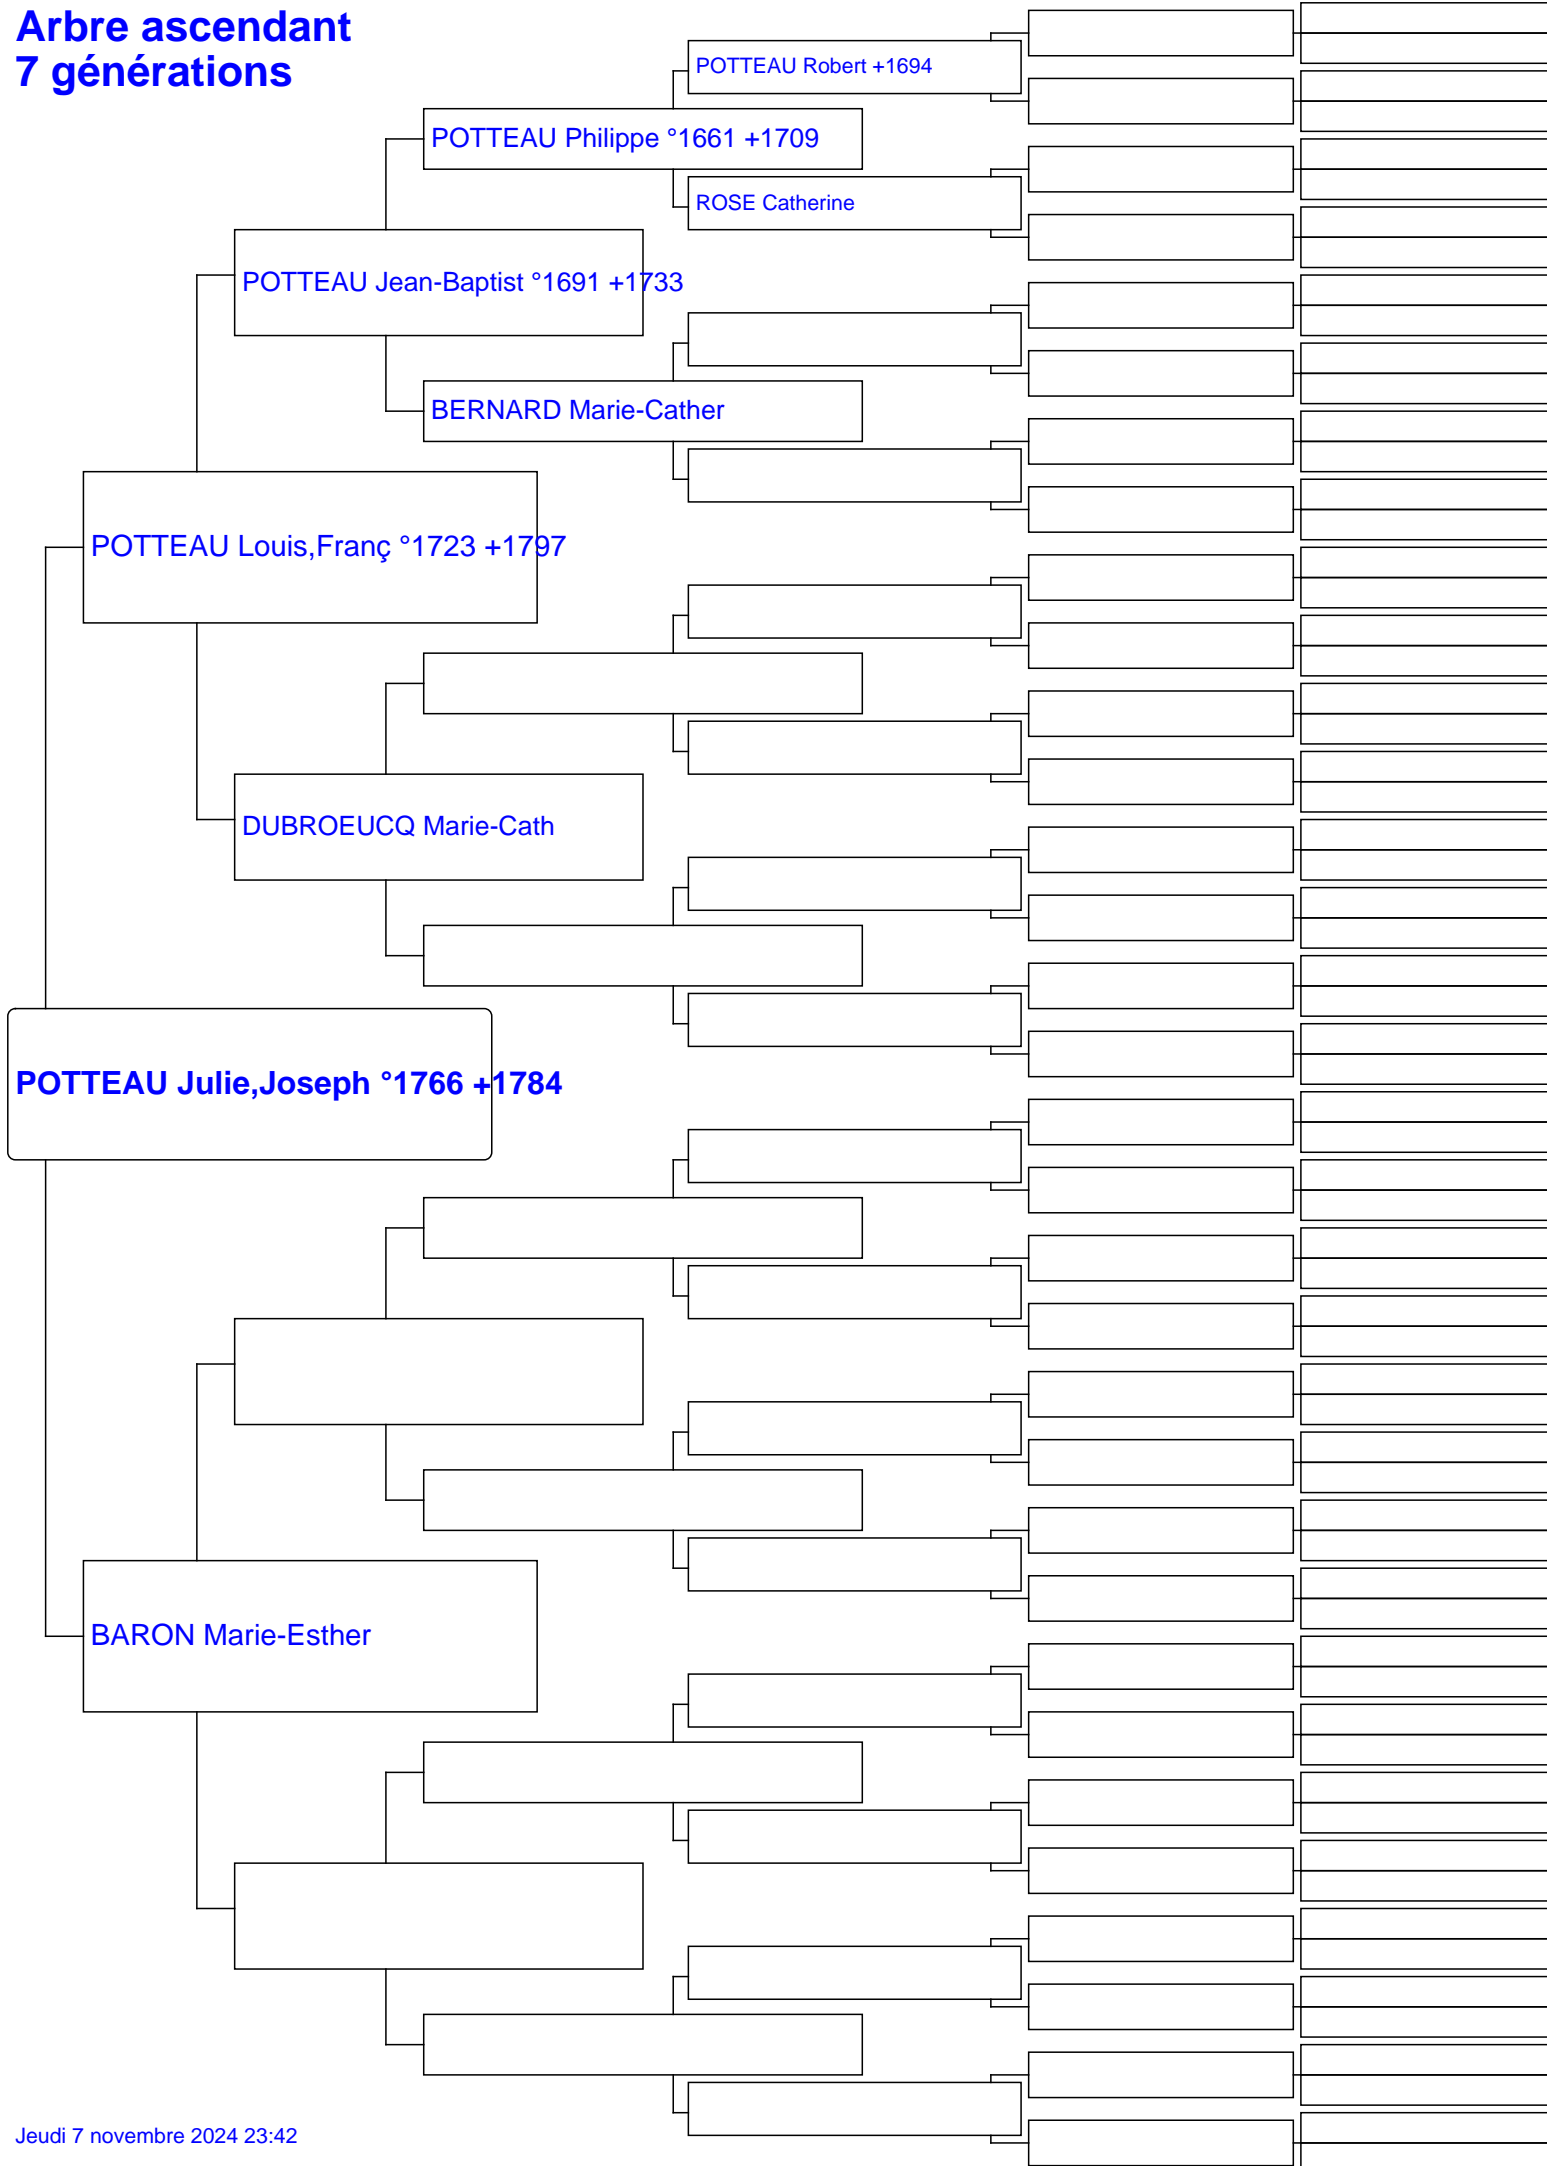 Arbre ascendant
7 générations
POTTEAU Robert +1694
POTTEAU Philippe °1661 +1709
ROSE Catherine
POTTEAU Jean-Baptist °1691 +1733
BERNARD Marie-Cather
POTTEAU Louis,Franç °1723 +1797
DUBROEUCQ Marie-Cath
POTTEAU Julie,Joseph °1766 +1784
BARON Marie-Esther
Jeudi 7 novembre 2024 23:42